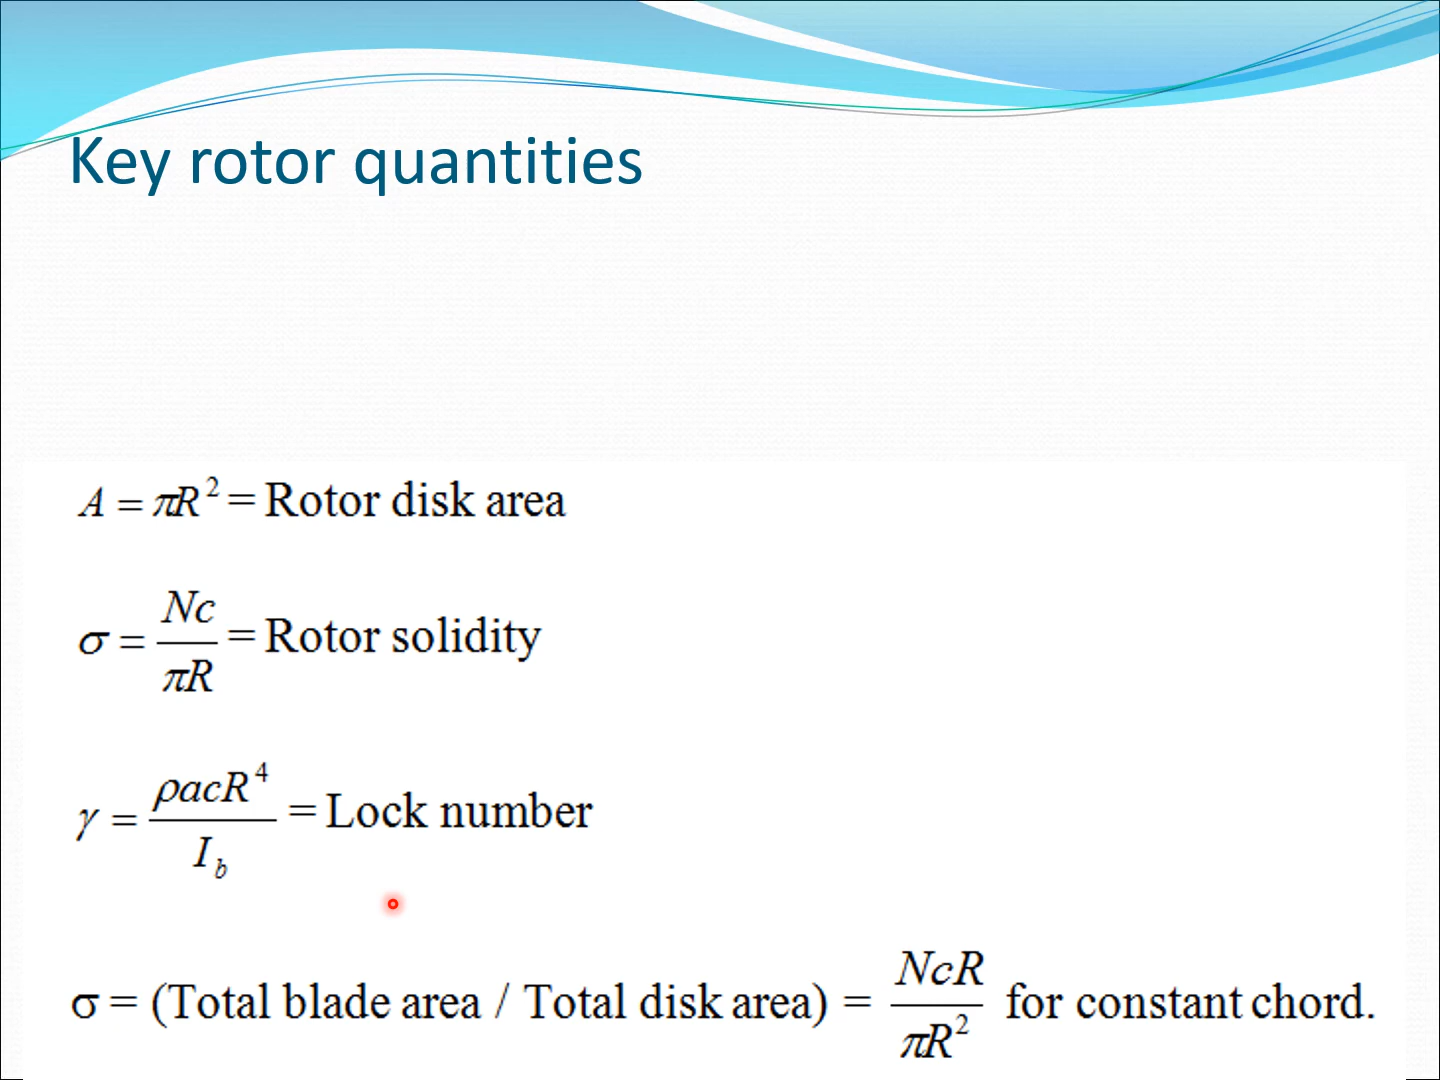 Key rotor quantities
A = πR² = Rotor disk area
σ = Nc / πR = Rotor solidity
γ = ρacR⁴ / I_b = Lock number
σ = (Total blade area / Total disk area) = NcR / πR² for constant chord.